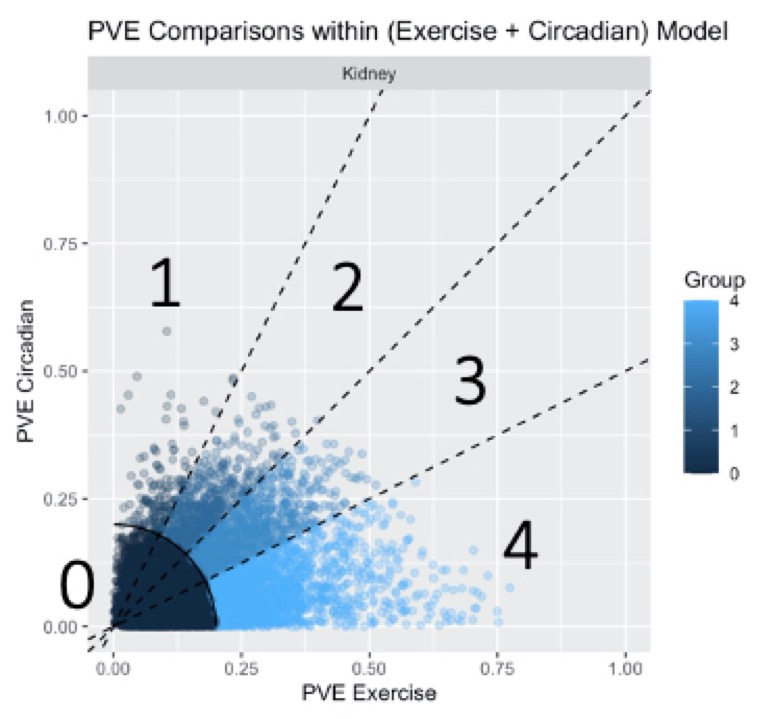 PVE Comparisons within (Exercise + Circadian) Model
Kidney
1.00
0.75
0.50
0.25
0.00
PVE Circadian
1
2
3
4
0
0.00 0.25 0.50 0.75 1.00
PVE Exercise
Group
4
3
2
1
0